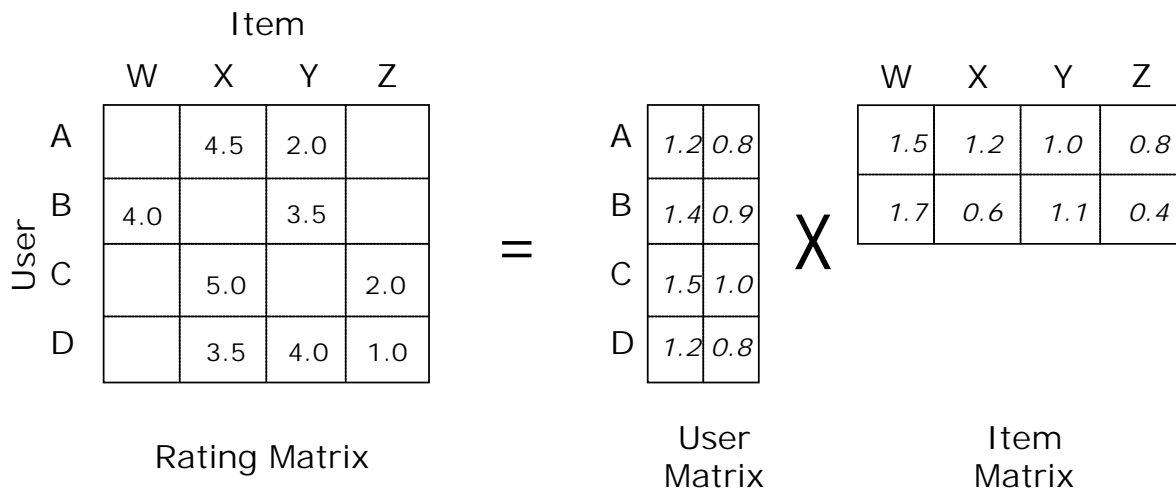 Item
W X Y Z
W X Y Z
A 4.5 2.0
A 1.2 0.8
1.5 1.2 1.0 0.8
B 4.0 3.5
B 1.4 0.9
1.7 0.6 1.1 0.4
User
= X
C 5.0 2.0
C 1.5 1.0
D 3.5 4.0 1.0
D 1.2 0.8
Rating Matrix
User
Matrix
Item
Matrix